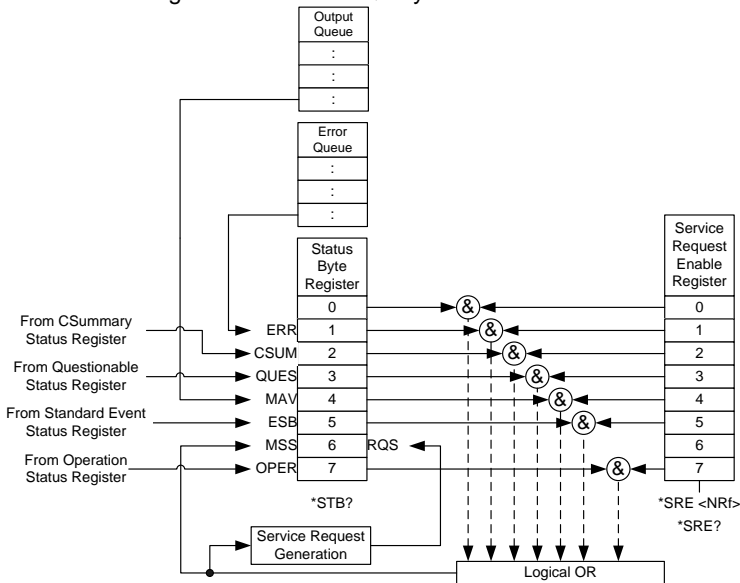 Output
Queue
:
:
:
Error
Queue
:
:
:
Status
Byte
Register
Service
Request
Enable
Register
0 & 0
From CSummary
Status Register
ERR 1 & 1
CSUM 2 & 2
From Questionable
Status Register
QUES 3 & 3
MAV 4 & 4
From Standard Event
Status Register
ESB 5 & 5
MSS 6 RQS 6
From Operation
Status Register
OPER 7 & 7
*STB?
*SRE <NRf>
*SRE?
Service Request
Generation
Logical OR